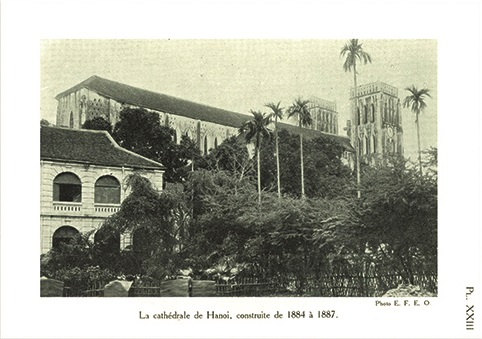 Photo E. F. E. O.
La cathédrale de Hanoi, construite de 1884 à 1887.
PL. XXIII